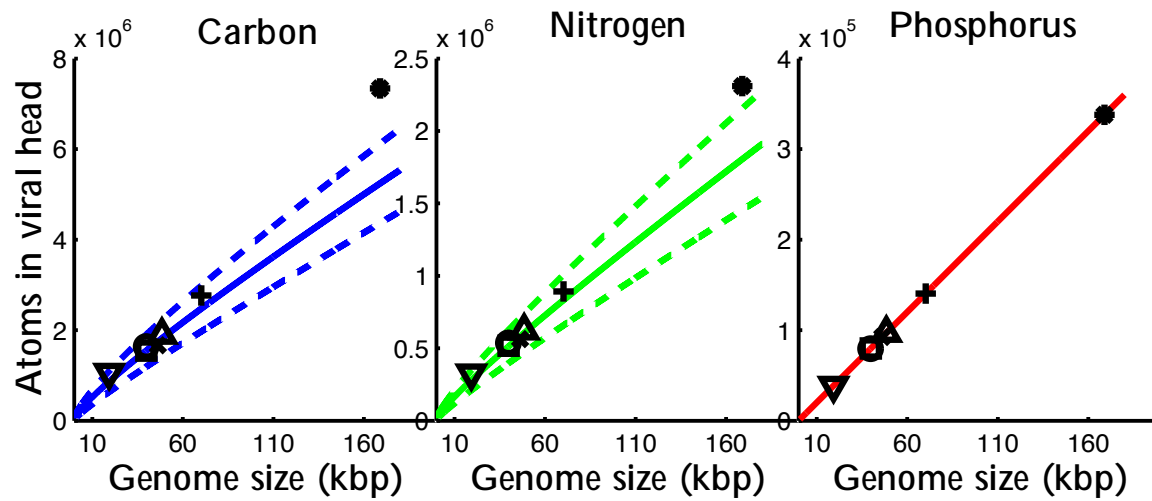 Carbon Nitrogen Phosphorus
x 10^6 x 10^6 x 10^5
Atoms in viral head
8
6
4
2
0
10 60 110 160
Genome size (kbp)
2.5
2
1.5
1
0.5
0
10 60 110 160
Genome size (kbp)
4
3
2
1
0
10 60 110 160
Genome size (kbp)